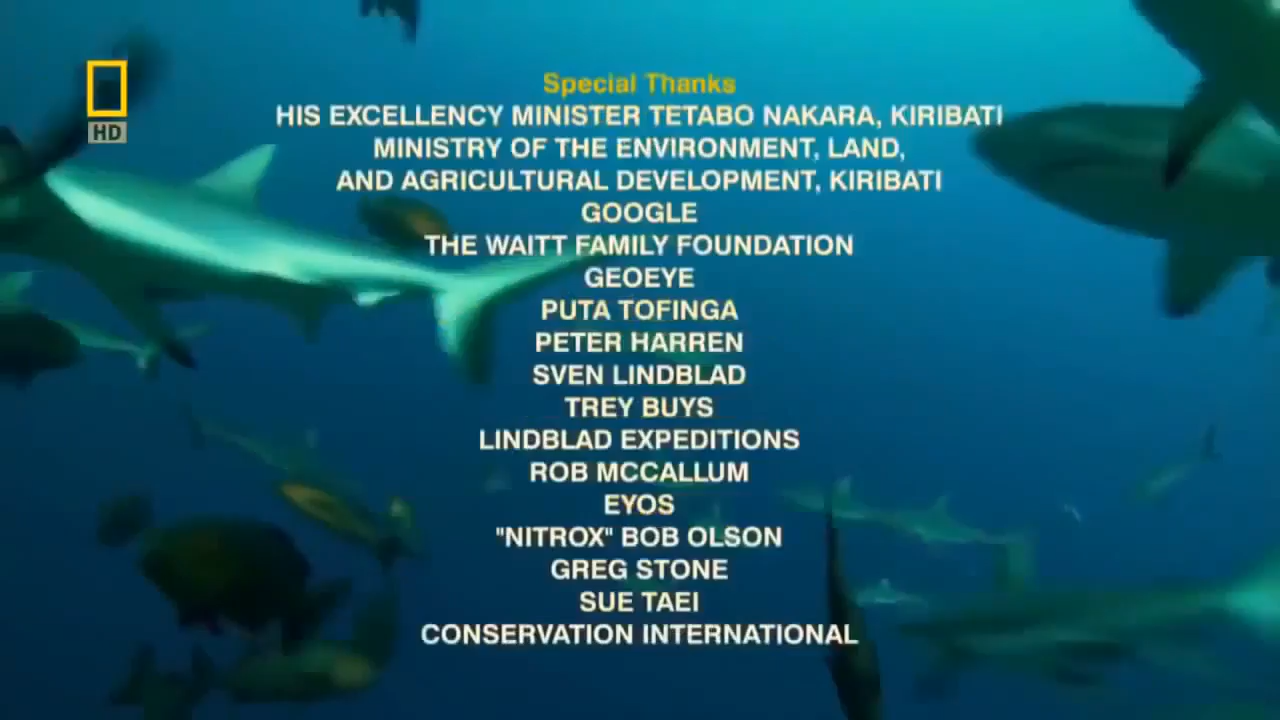 HD
Special Thanks
HIS EXCELLENCY MINISTER TETABO NAKARA, KIRIBATI
MINISTRY OF THE ENVIRONMENT, LAND,
AND AGRICULTURAL DEVELOPMENT, KIRIBATI
GOOGLE
THE WAITT FAMILY FOUNDATION
GEOEYE
PUTA TOFINGA
PETER HARREN
SVEN LINDBLAD
TREY BUYS
LINDBLAD EXPEDITIONS
ROB MCCALLUM
EYOS
"NITROX" BOB OLSON
GREG STONE
SUE TAEI
CONSERVATION INTERNATIONAL